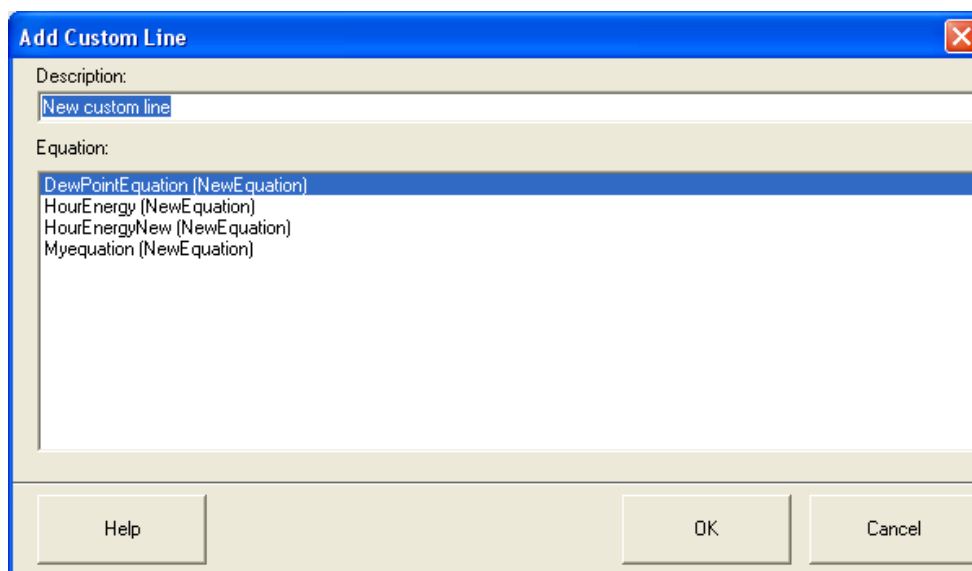 Add Custom Line
Description:
New custom line
Equation:
DewPointEquation (NewEquation)
HourEnergy (NewEquation)
HourEnergyNew (NewEquation)
Myequation (NewEquation)
Help
OK
Cancel